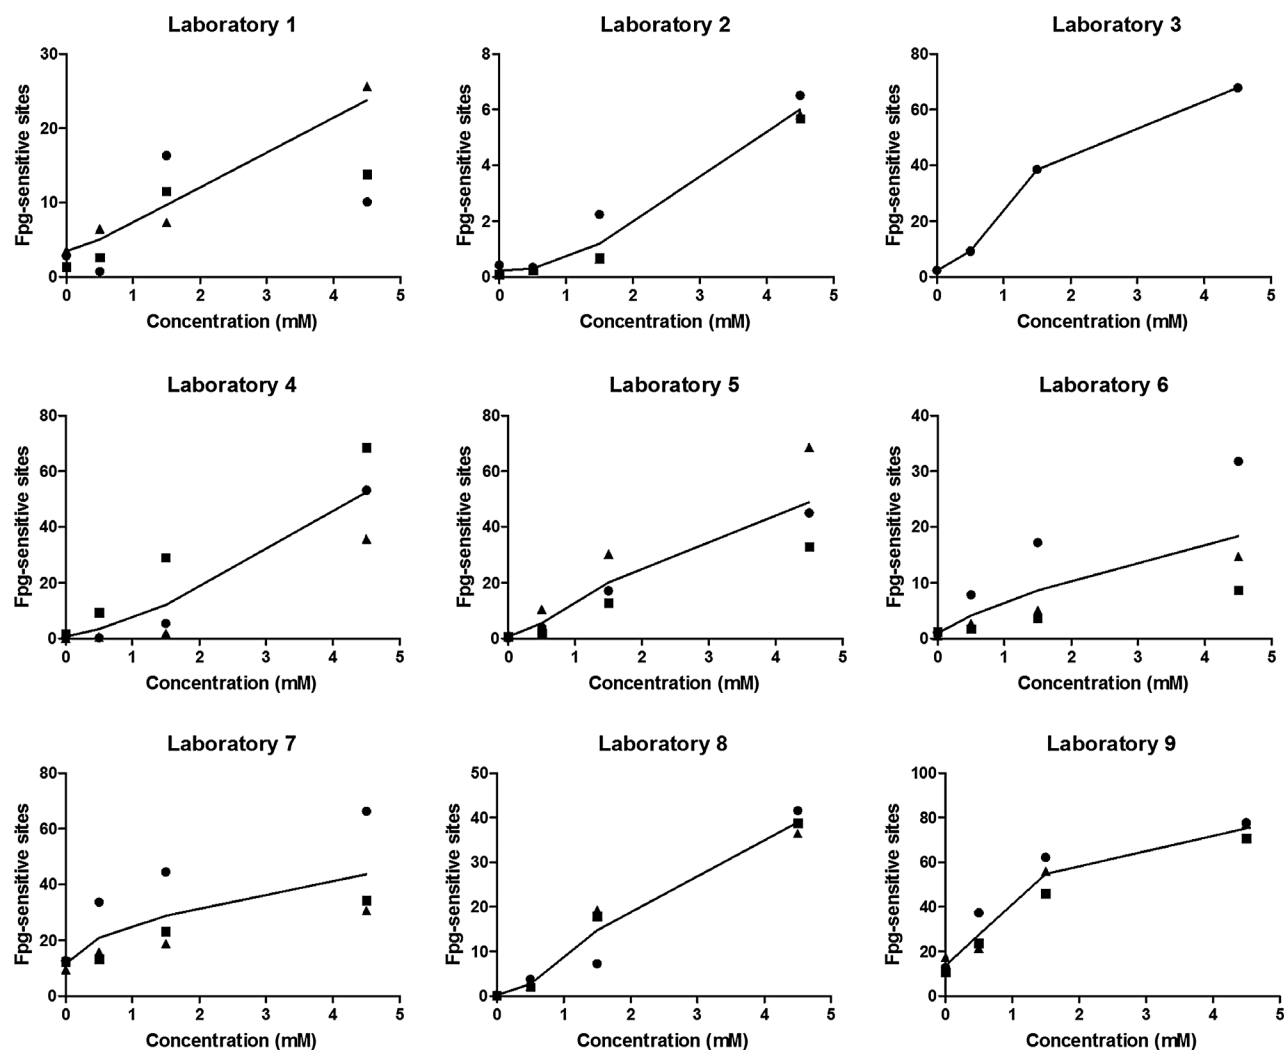 Laboratory 1
30
20
10
0
Fpg-sensitive sites
0 1 2 3 4 5
Concentration (mM)
Laboratory 2
8
6
4
2
0
Fpg-sensitive sites
0 1 2 3 4 5
Concentration (mM)
Laboratory 3
80
60
40
20
0
Fpg-sensitive sites
0 1 2 3 4 5
Concentration (mM)
Laboratory 4
80
60
40
20
0
Fpg-sensitive sites
0 1 2 3 4 5
Concentration (mM)
Laboratory 5
80
60
40
20
0
Fpg-sensitive sites
0 1 2 3 4 5
Concentration (mM)
Laboratory 6
40
30
20
10
0
Fpg-sensitive sites
0 1 2 3 4 5
Concentration (mM)
Laboratory 7
80
60
40
20
0
Fpg-sensitive sites
0 1 2 3 4 5
Concentration (mM)
Laboratory 8
50
40
30
20
10
0
Fpg-sensitive sites
0 1 2 3 4 5
Concentration (mM)
Laboratory 9
100
80
60
40
20
0
Fpg-sensitive sites
0 1 2 3 4 5
Concentration (mM)